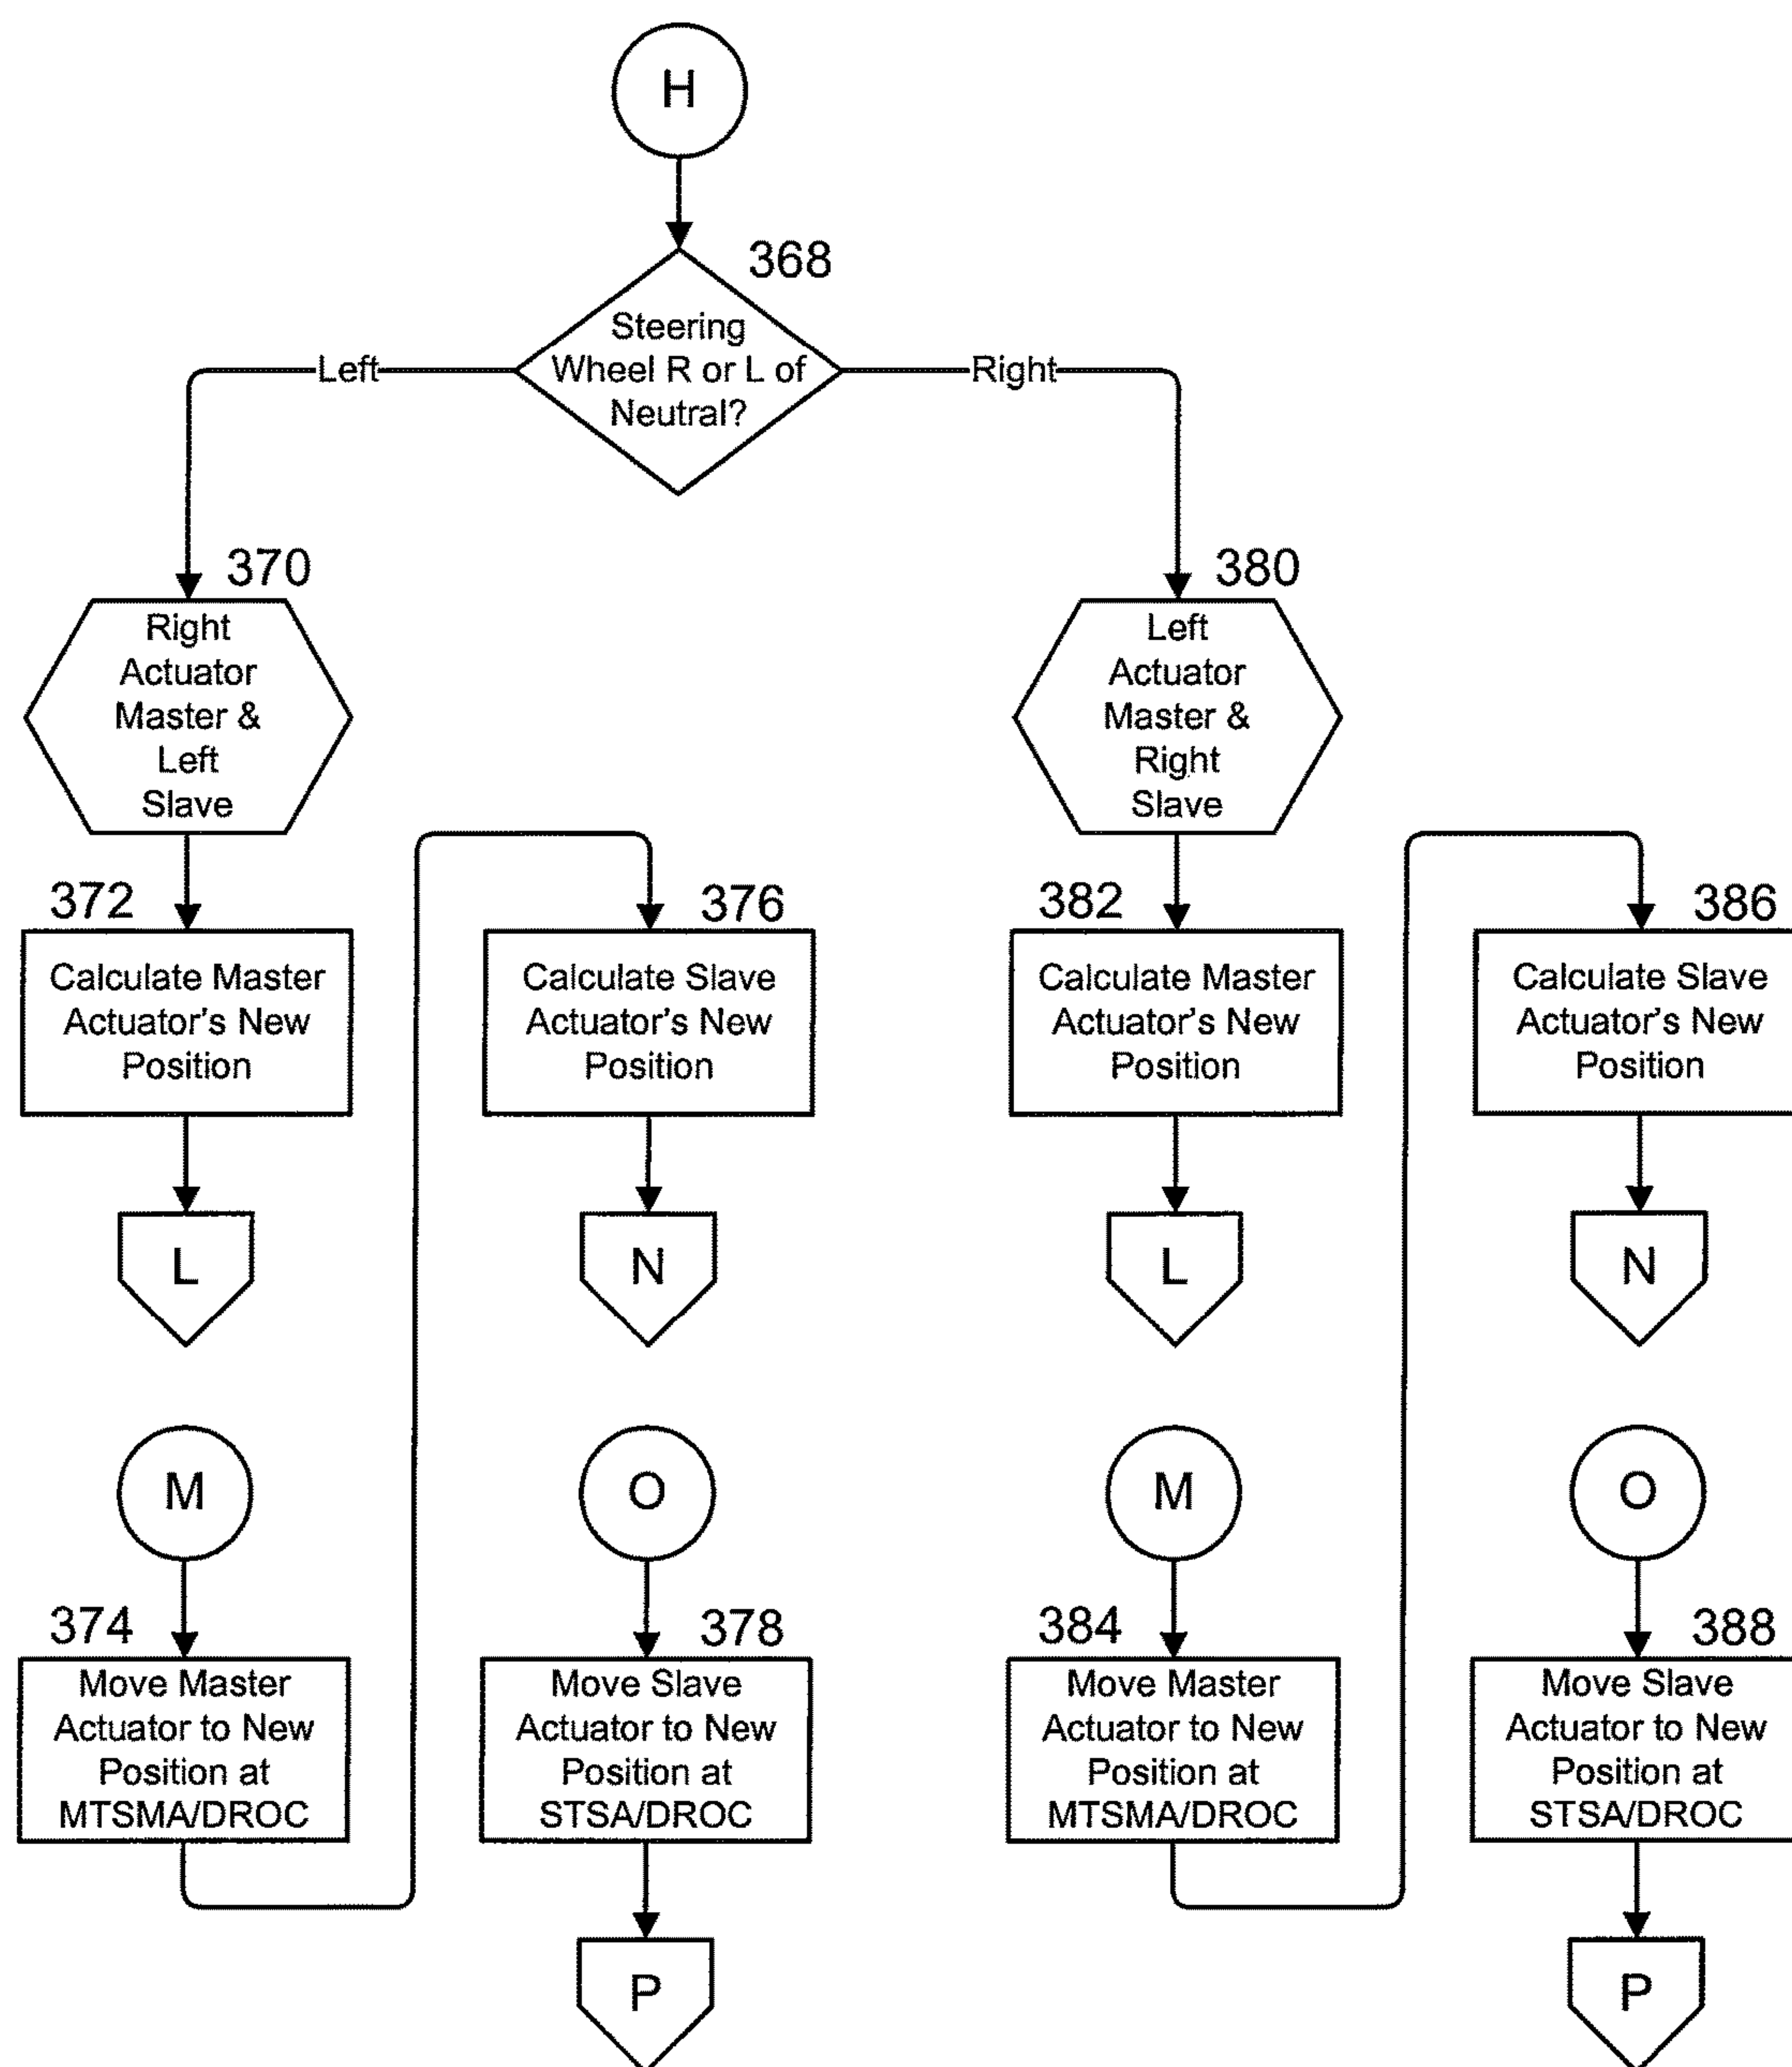 H
368
Steering
Wheel R or L of
Neutral?
Left
Right
370
Right
Actuator
Master &
Left
Slave
380
Left
Actuator
Master &
Right
Slave
372
Calculate Master
Actuator's New
Position
376
Calculate Slave
Actuator's New
Position
382
Calculate Master
Actuator's New
Position
386
Calculate Slave
Actuator's New
Position
L
N
L
N
M
O
M
O
374
Move Master
Actuator to New
Position at
MTSMA/DROC
378
Move Slave
Actuator to New
Position at
STSA/DROC
384
Move Master
Actuator to New
Position at
MTSMA/DROC
388
Move Slave
Actuator to New
Position at
STSA/DROC
P
P